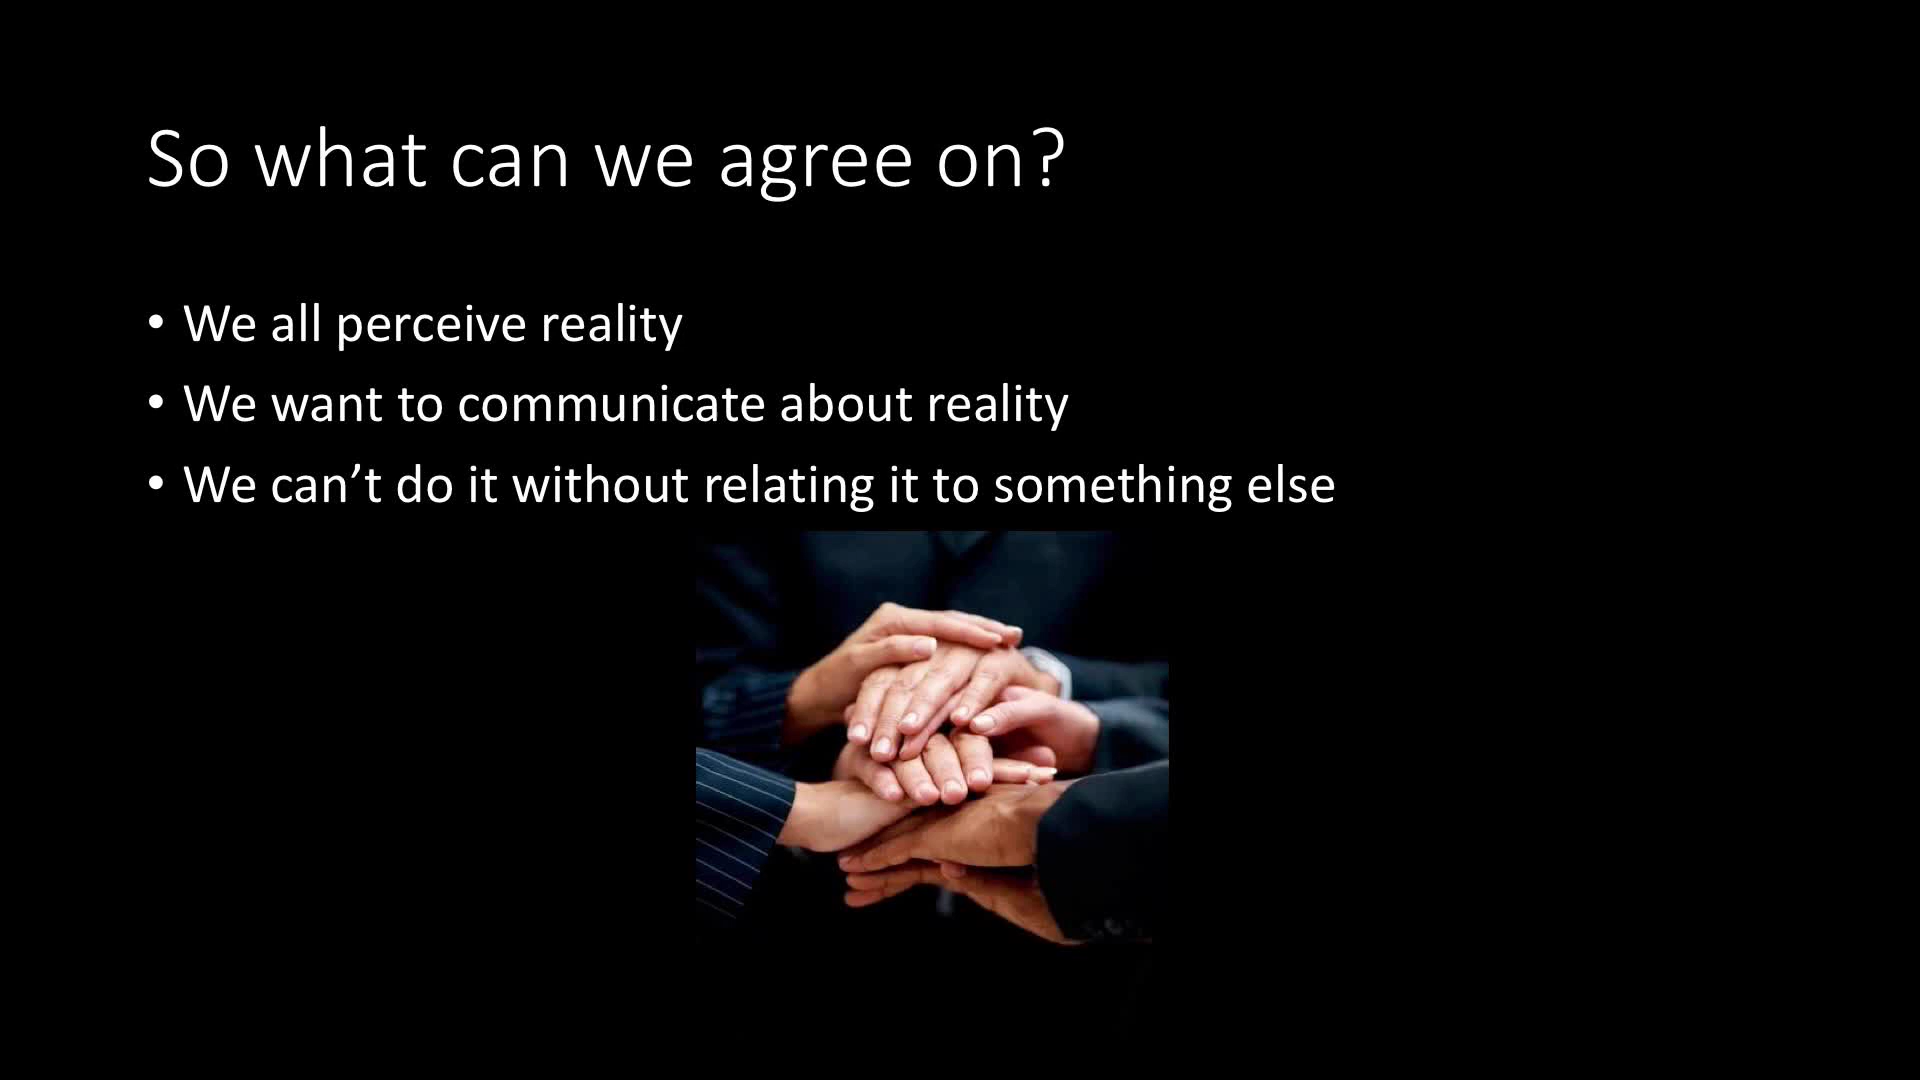 So what can we agree on?
• We all perceive reality
• We want to communicate about reality
• We can’t do it without relating it to something else